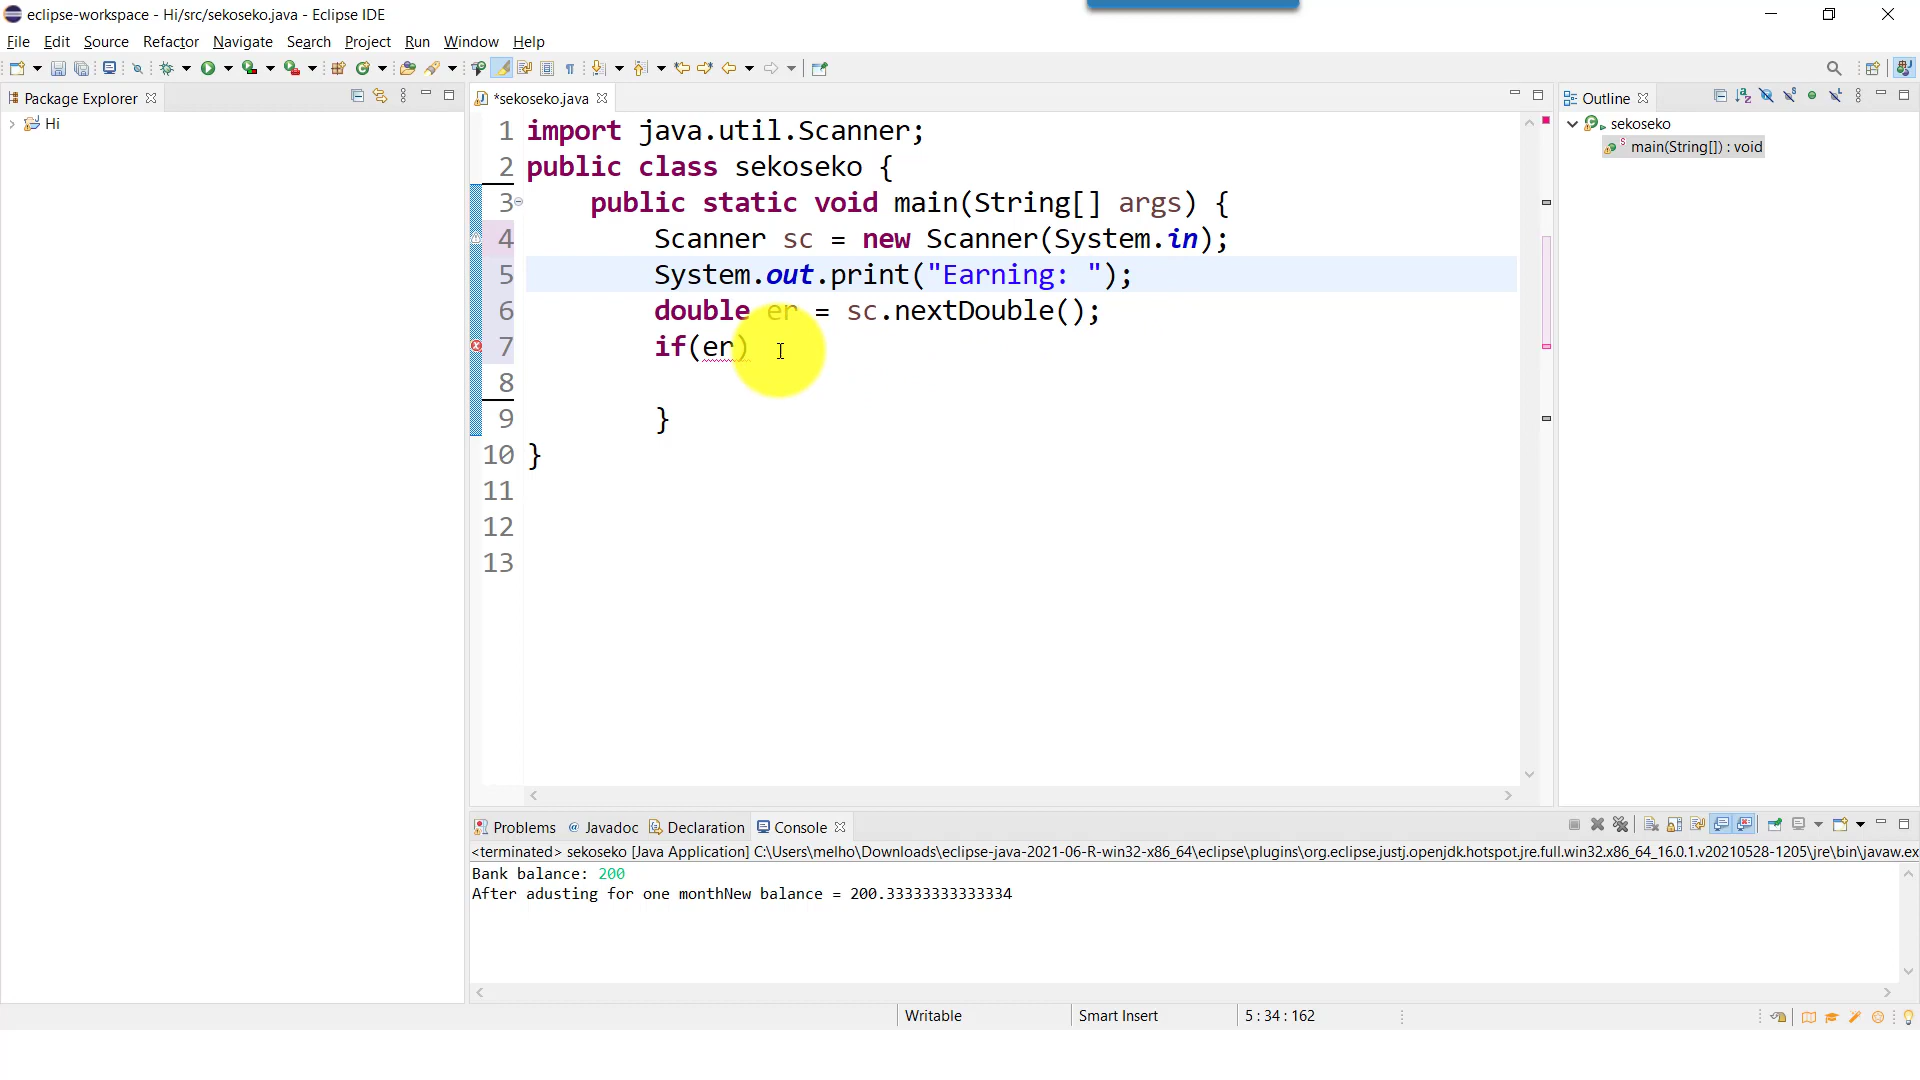 eclipse-workspace - Hi/src/sekoseko.java - Eclipse IDE
File Edit Source Refactor Navigate Search Project Run Window Help
Package Explorer
*sekoseko.java
Outline
Hi
sekoseko
main(String[]) : void
1 import java.util.Scanner;
2 public class sekoseko {
3 public static void main(String[] args) {
4 Scanner sc = new Scanner(System.in);
5 System.out.print("Earning: ");
6 double er = sc.nextDouble();
7 if(er)
8
9 }
10 }
11
12
13
Problems @ Javadoc Declaration Console
<terminated> sekoseko [Java Application] C:\Users\melho\Downloads\eclipse-java-2021-06-R-win32-x86_64\eclipse\plugins\org.eclipse.justj.openjdk.hotspot.jre.full.win32.x86_64_16.0.1.v20210528-1205\jre\bin\javaw.ex
Bank balance: 200
After adusting for one monthNew balance = 200.33333333333334
Writable Smart Insert 5 : 34 : 162